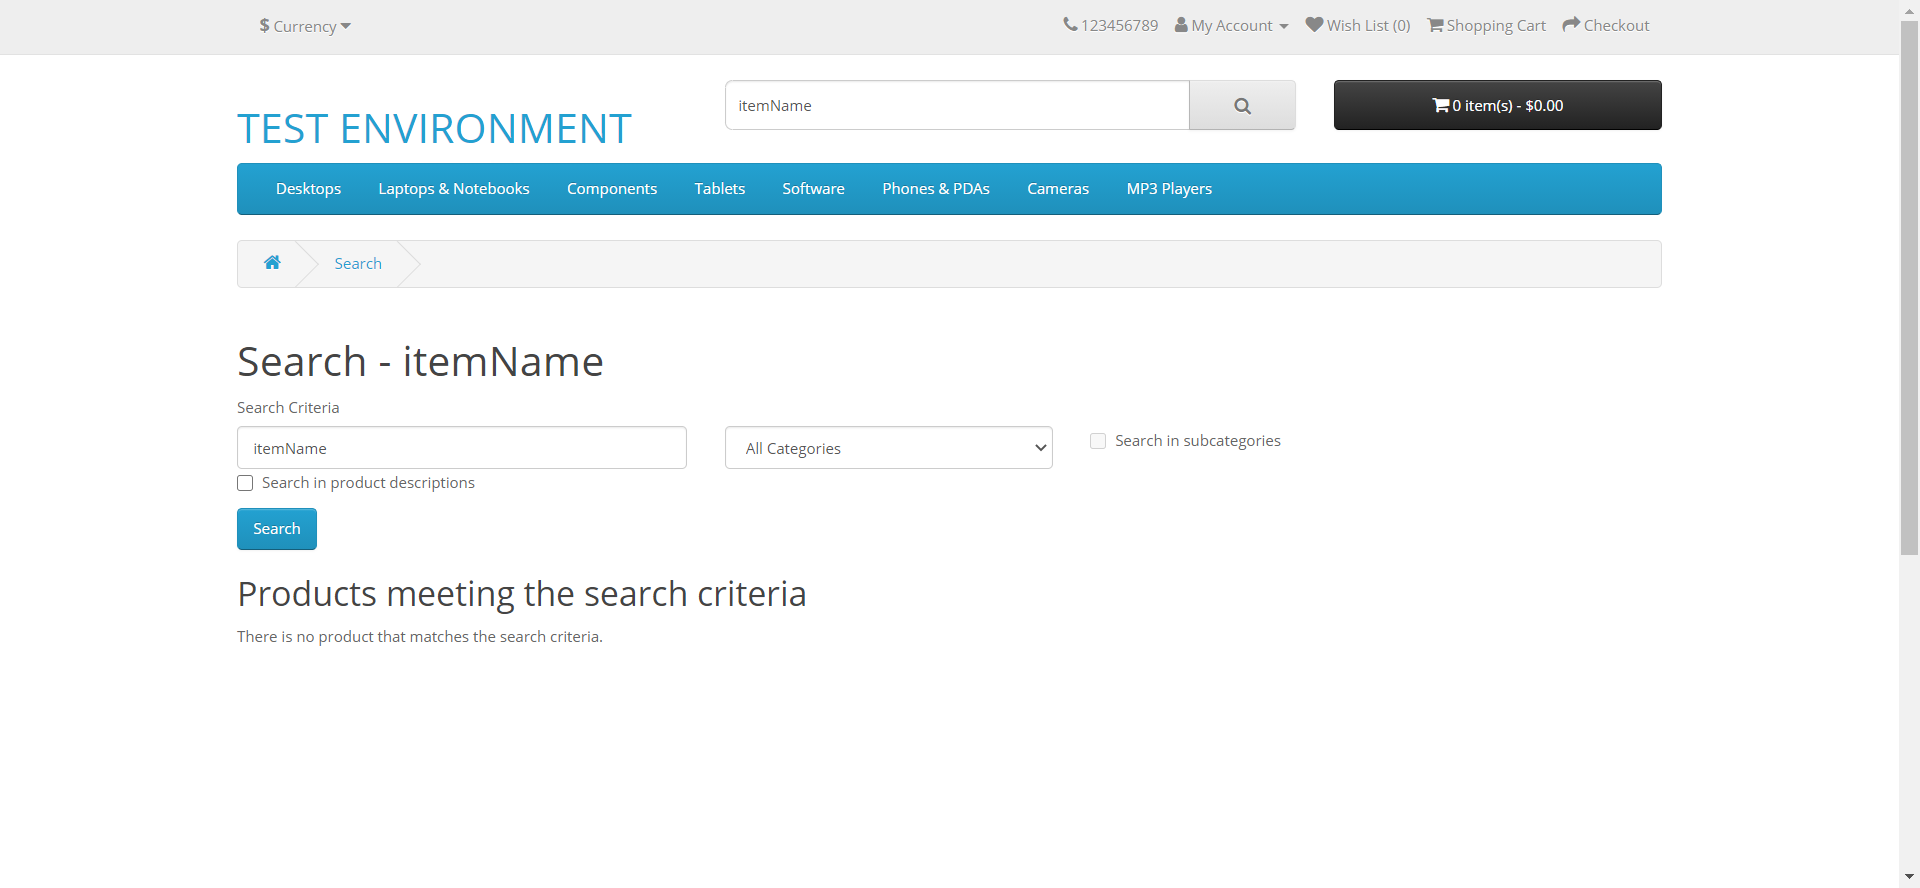 $ Currency
123456789 My Account Wish List (0) Shopping Cart Checkout
TEST ENVIRONMENT
itemName
0 item(s) - $0.00
Desktops Laptops & Notebooks Components Tablets Software Phones & PDAs Cameras MP3 Players
Search
Search - itemName
Search Criteria
itemName
All Categories
Search in subcategories
Search in product descriptions
Search
Products meeting the search criteria
There is no product that matches the search criteria.